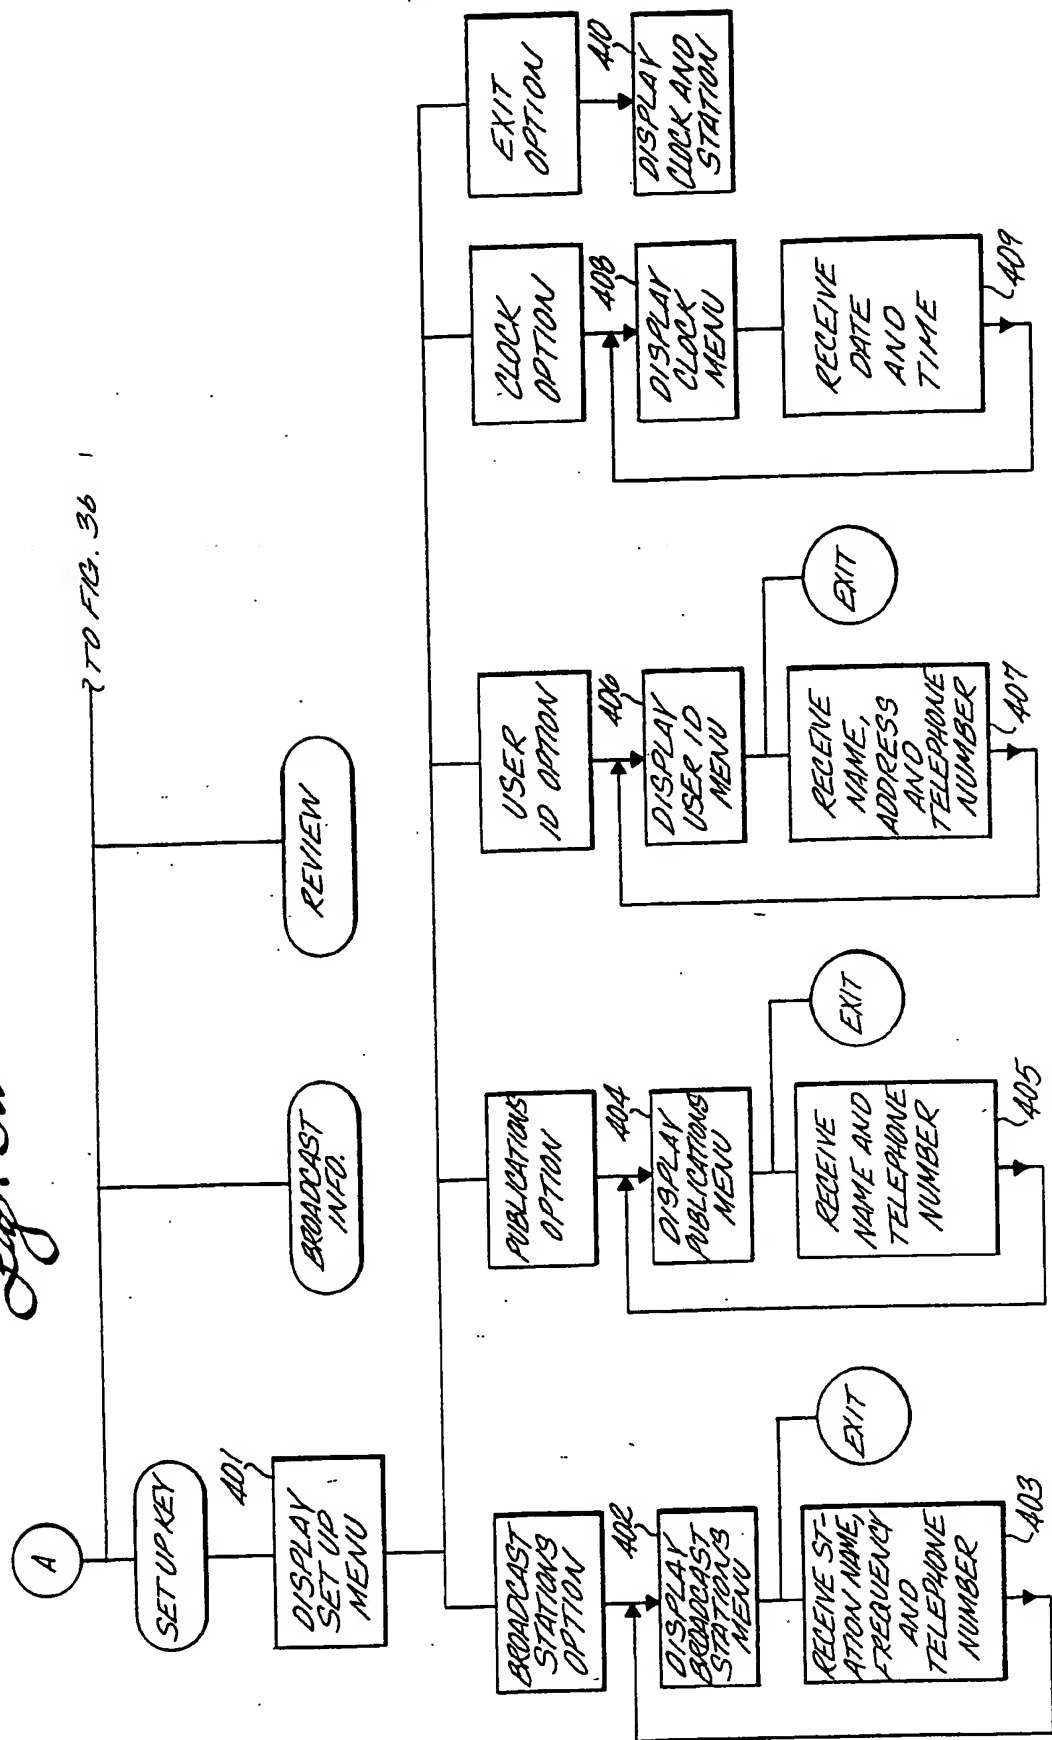 A
TO FIG. 3b
SET UP KEY
BROADCAST
INFO.
REVIEW
401
DISPLAY
SET UP
MENU
BROADCAST
STATIONS
OPTION
PUBLICATIONS
OPTION
USER
ID OPTION
CLOCK
OPTION
EXIT
OPTION
402
DISPLAY
BROADCAST
STATIONS
MENU
404
DISPLAY
PUBLICATIONS
MENU
406
DISPLAY
USER ID
MENU
408
DISPLAY
CLOCK
MENU
410
DISPLAY
CLOCK AND
STATION
EXIT
EXIT
EXIT
RECEIVE ST-
ATION NAME,
FREQUENCY
AND
TELEPHONE
NUMBER
403
RECEIVE
NAME AND
TELEPHONE
NUMBER
405
RECEIVE
NAME,
ADDRESS
AND
TELEPHONE
NUMBER
407
RECEIVE
DATE
AND
TIME
409